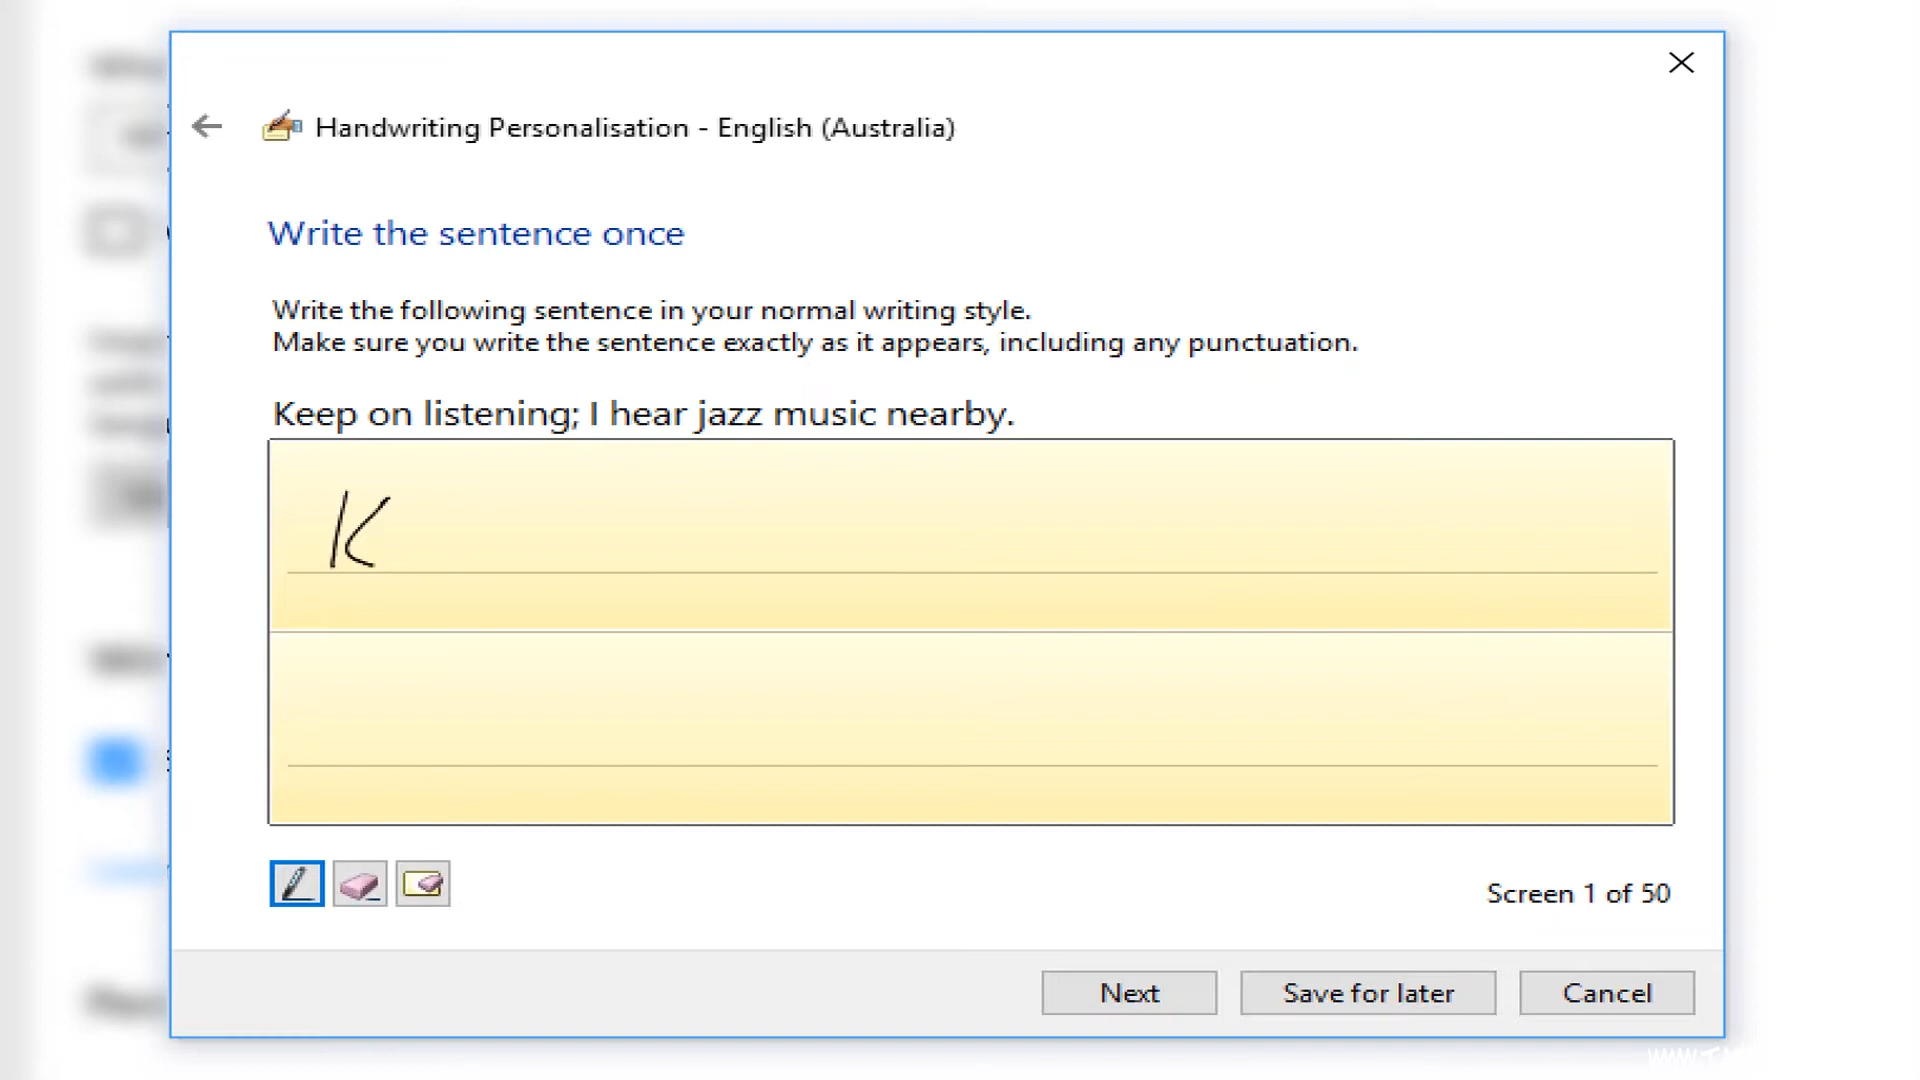 Handwriting Personalisation - English (Australia)
Write the sentence once
Write the following sentence in your normal writing style.
Make sure you write the sentence exactly as it appears, including any punctuation.
Keep on listening; I hear jazz music nearby.
K
Screen 1 of 50
Next
Save for later
Cancel